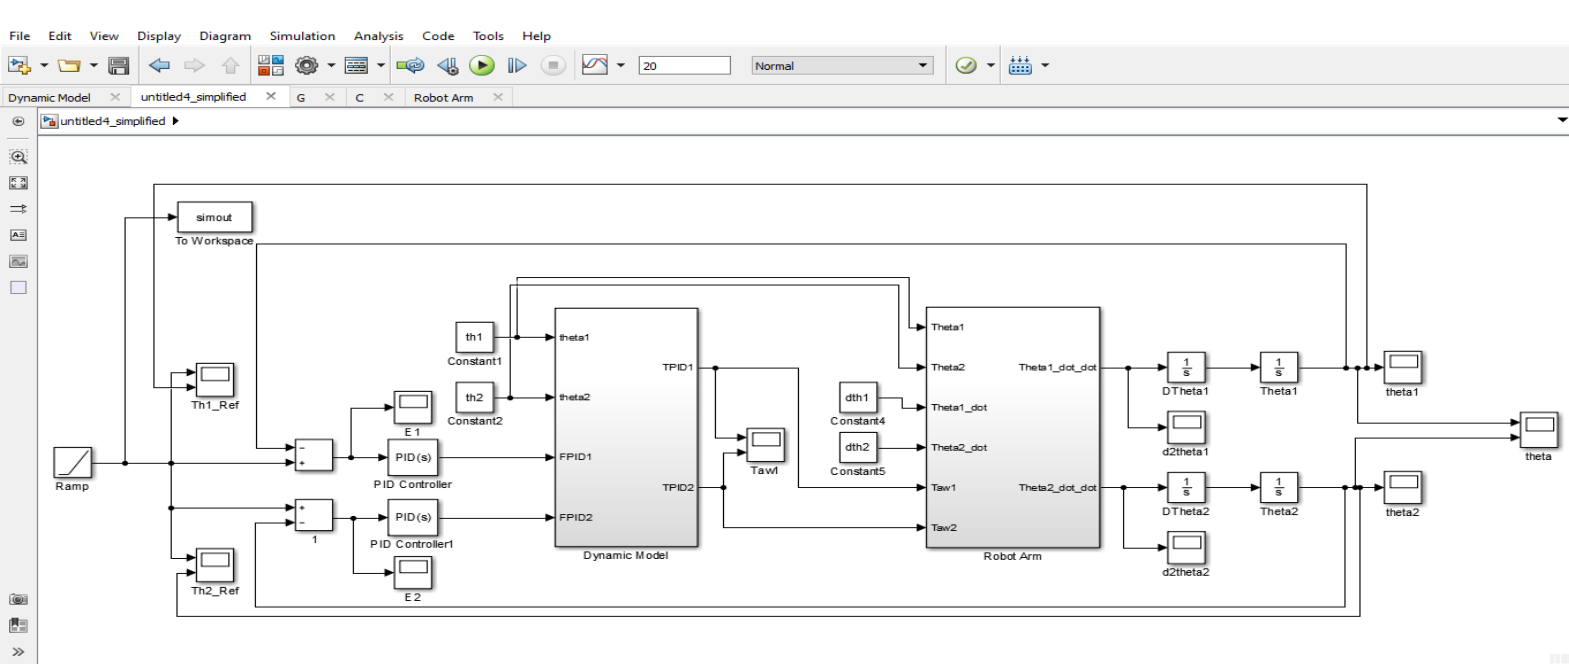 File Edit View Display Diagram Simulation Analysis Code Tools Help
20 Normal
Dynamic Model untitled4_simplified G C Robot Arm
untitled4_simplified
simout
To Workspace
Th1_Ref
Ramp
Th2_Ref
1
E1
PID(s)
PID Controller
PID(s)
PID Controller1
E2
th1
Constant1
th2
Constant2
theta1
theta2
FPID1
FPID2
TPID1
TPID2
Dynamic Model
Taw1
dth1
Constant4
dth2
Constant5
Theta1
Theta2
Theta1_dot
Theta2_dot
Taw1
Taw2
Theta1_dot_dot
Theta2_dot_dot
Robot Arm
1
s
DTheta1
1
s
Theta1
d2theta1
1
s
DTheta2
1
s
Theta2
d2theta2
theta1
theta2
theta